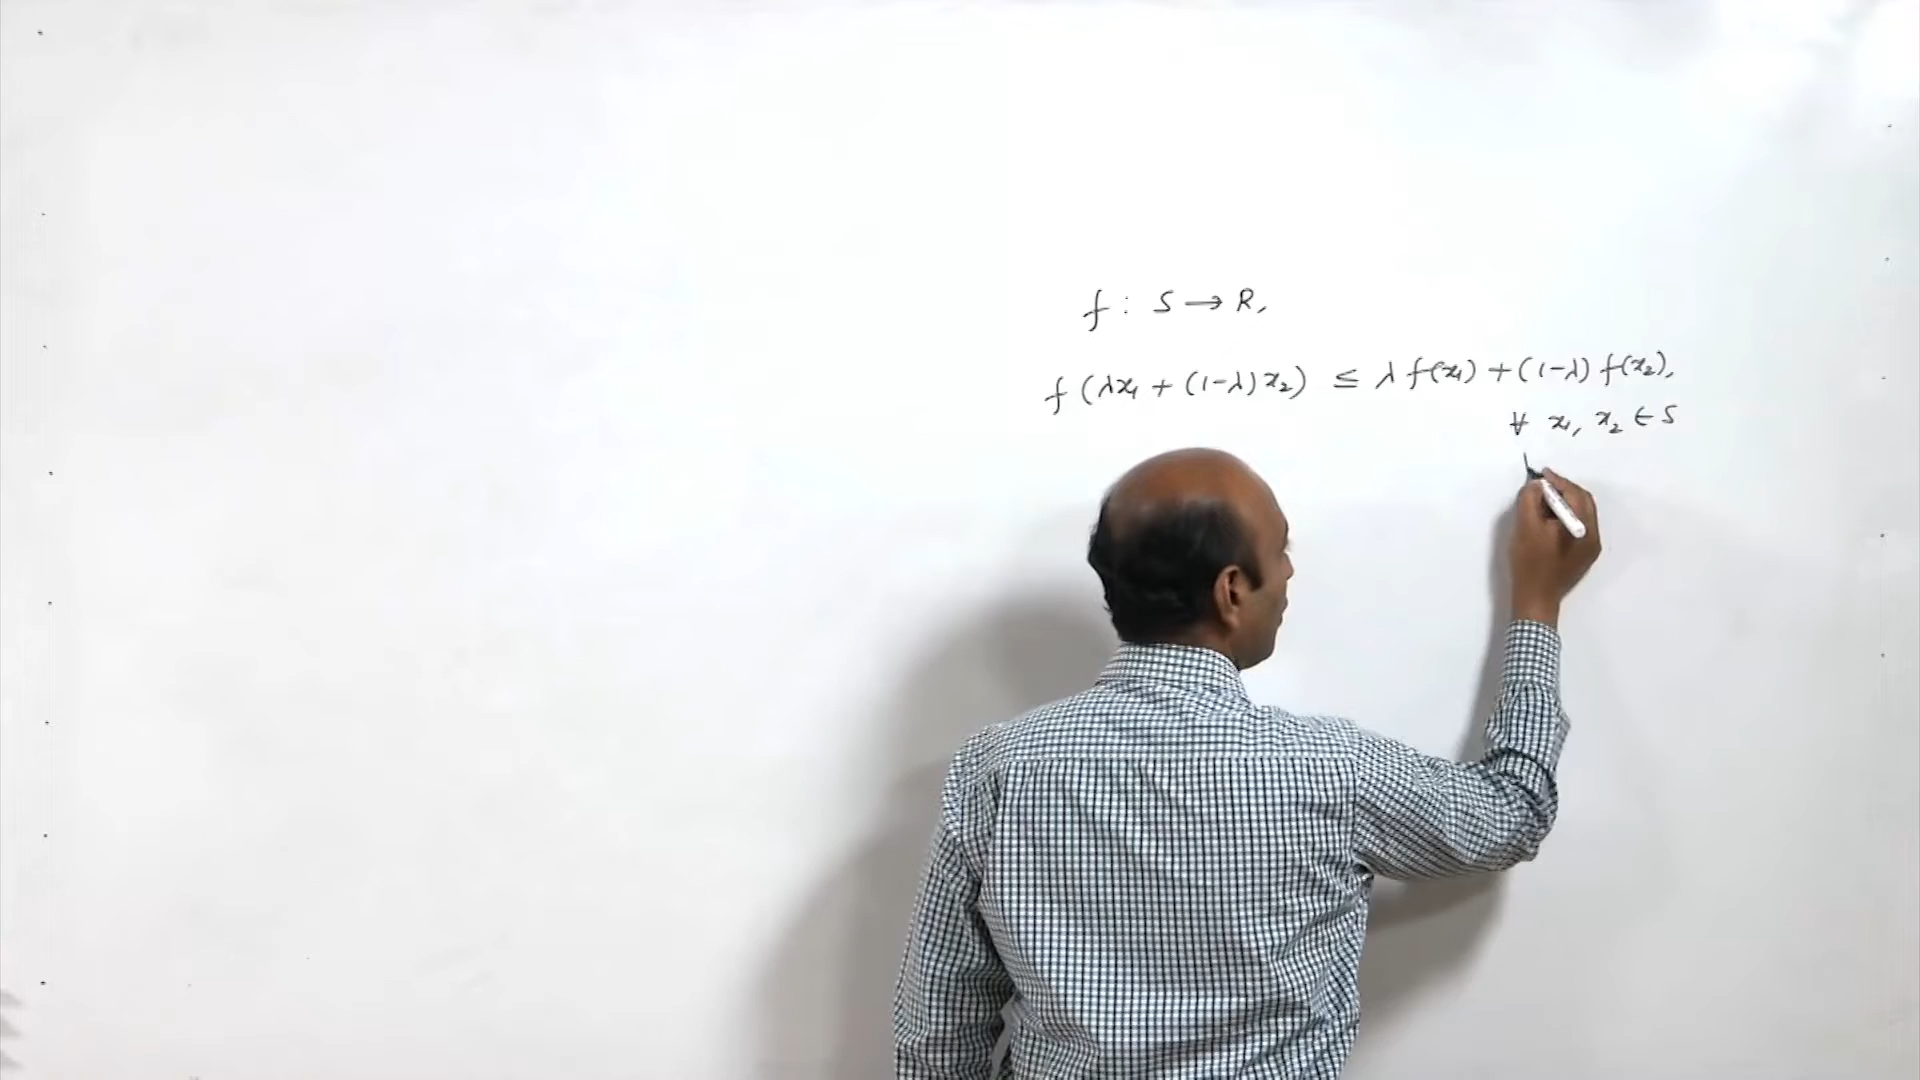 f : S → R,
f(λx₁ + (1-λ)x₂) ≤ λ f(x₁) + (1-λ) f(x₂),
∀ x₁, x₂ ∈ S